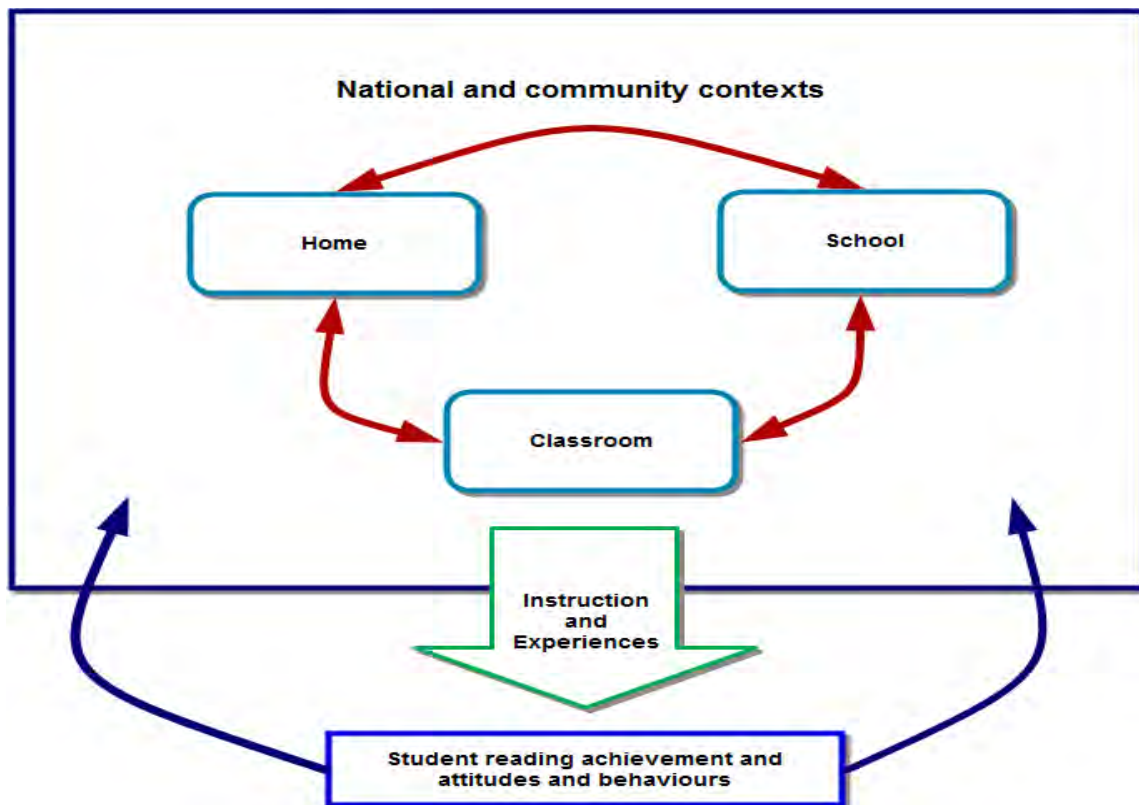 National and community contexts
Home
School
Classroom
Instruction
and
Experiences
Student reading achievement and
attitudes and behaviours